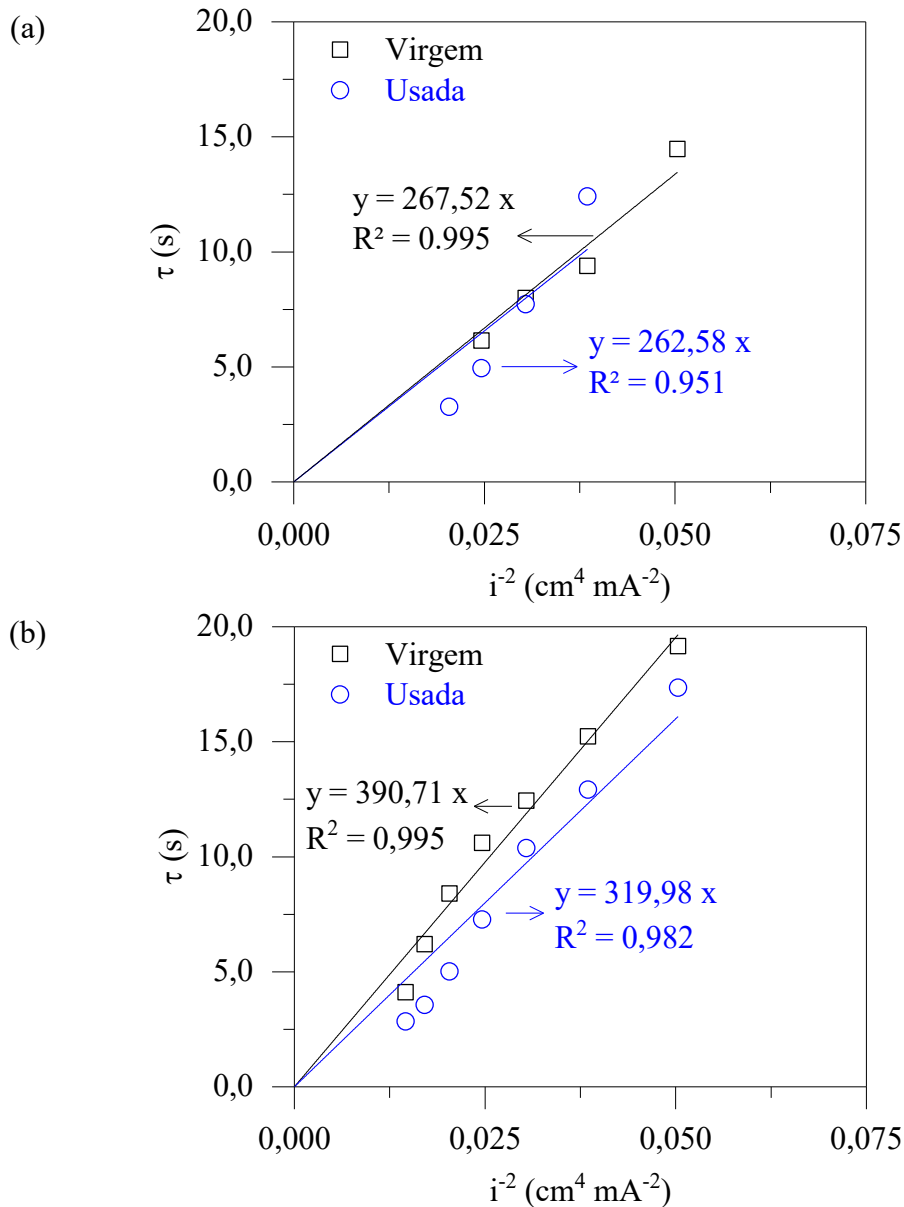 (a)
20,0
Virgem
Usada
15,0
y = 267,52 x
R² = 0.995
10,0
τ (s)
y = 262,58 x
R² = 0.951
5,0
0,0
0,000 0,025 0,050 0,075
i⁻² (cm⁴ mA⁻²)
(b)
20,0
Virgem
Usada
15,0
y = 390,71 x
R² = 0,995
10,0
τ (s)
y = 319,98 x
R² = 0,982
5,0
0,0
0,000 0,025 0,050 0,075
i⁻² (cm⁴ mA⁻²)